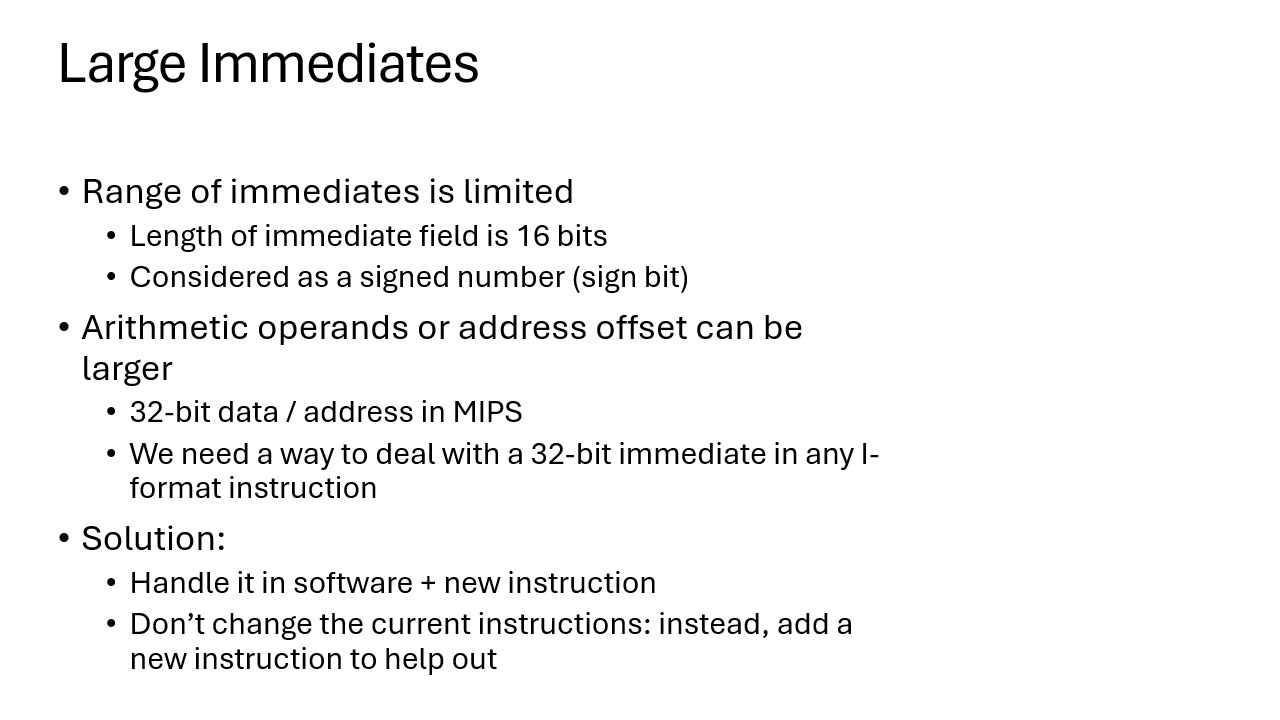 Large Immediates
• Range of immediates is limited
• Length of immediate field is 16 bits
• Considered as a signed number (sign bit)
• Arithmetic operands or address offset can be
larger
• 32-bit data / address in MIPS
• We need a way to deal with a 32-bit immediate in any I-
format instruction
• Solution:
• Handle it in software + new instruction
• Don’t change the current instructions: instead, add a
new instruction to help out